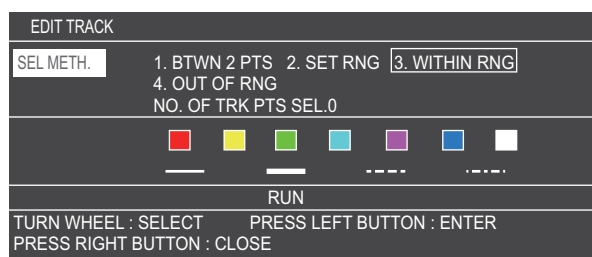 EDIT TRACK
SEL METH. 1. BTWN 2 PTS 2. SET RNG 3. WITHIN RNG
4. OUT OF RNG
NO. OF TRK PTS SEL.0
RUN
TURN WHEEL : SELECT PRESS LEFT BUTTON : ENTER
PRESS RIGHT BUTTON : CLOSE